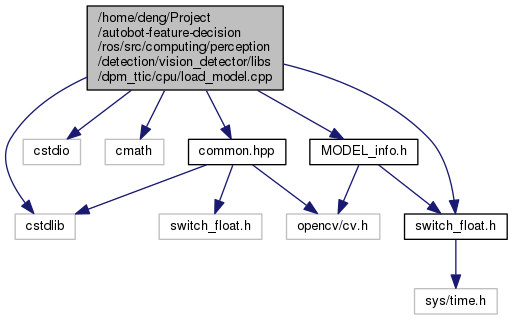 /home/deng/Project
/autobot-feature-decision
/ros/src/computing/perception
/detection/vision_detector/libs
/dpm_ttic/cpu/load_model.cpp
cstdio
cmath
common.hpp
MODEL_info.h
cstdlib
switch_float.h
opencv/cv.h
switch_float.h
sys/time.h